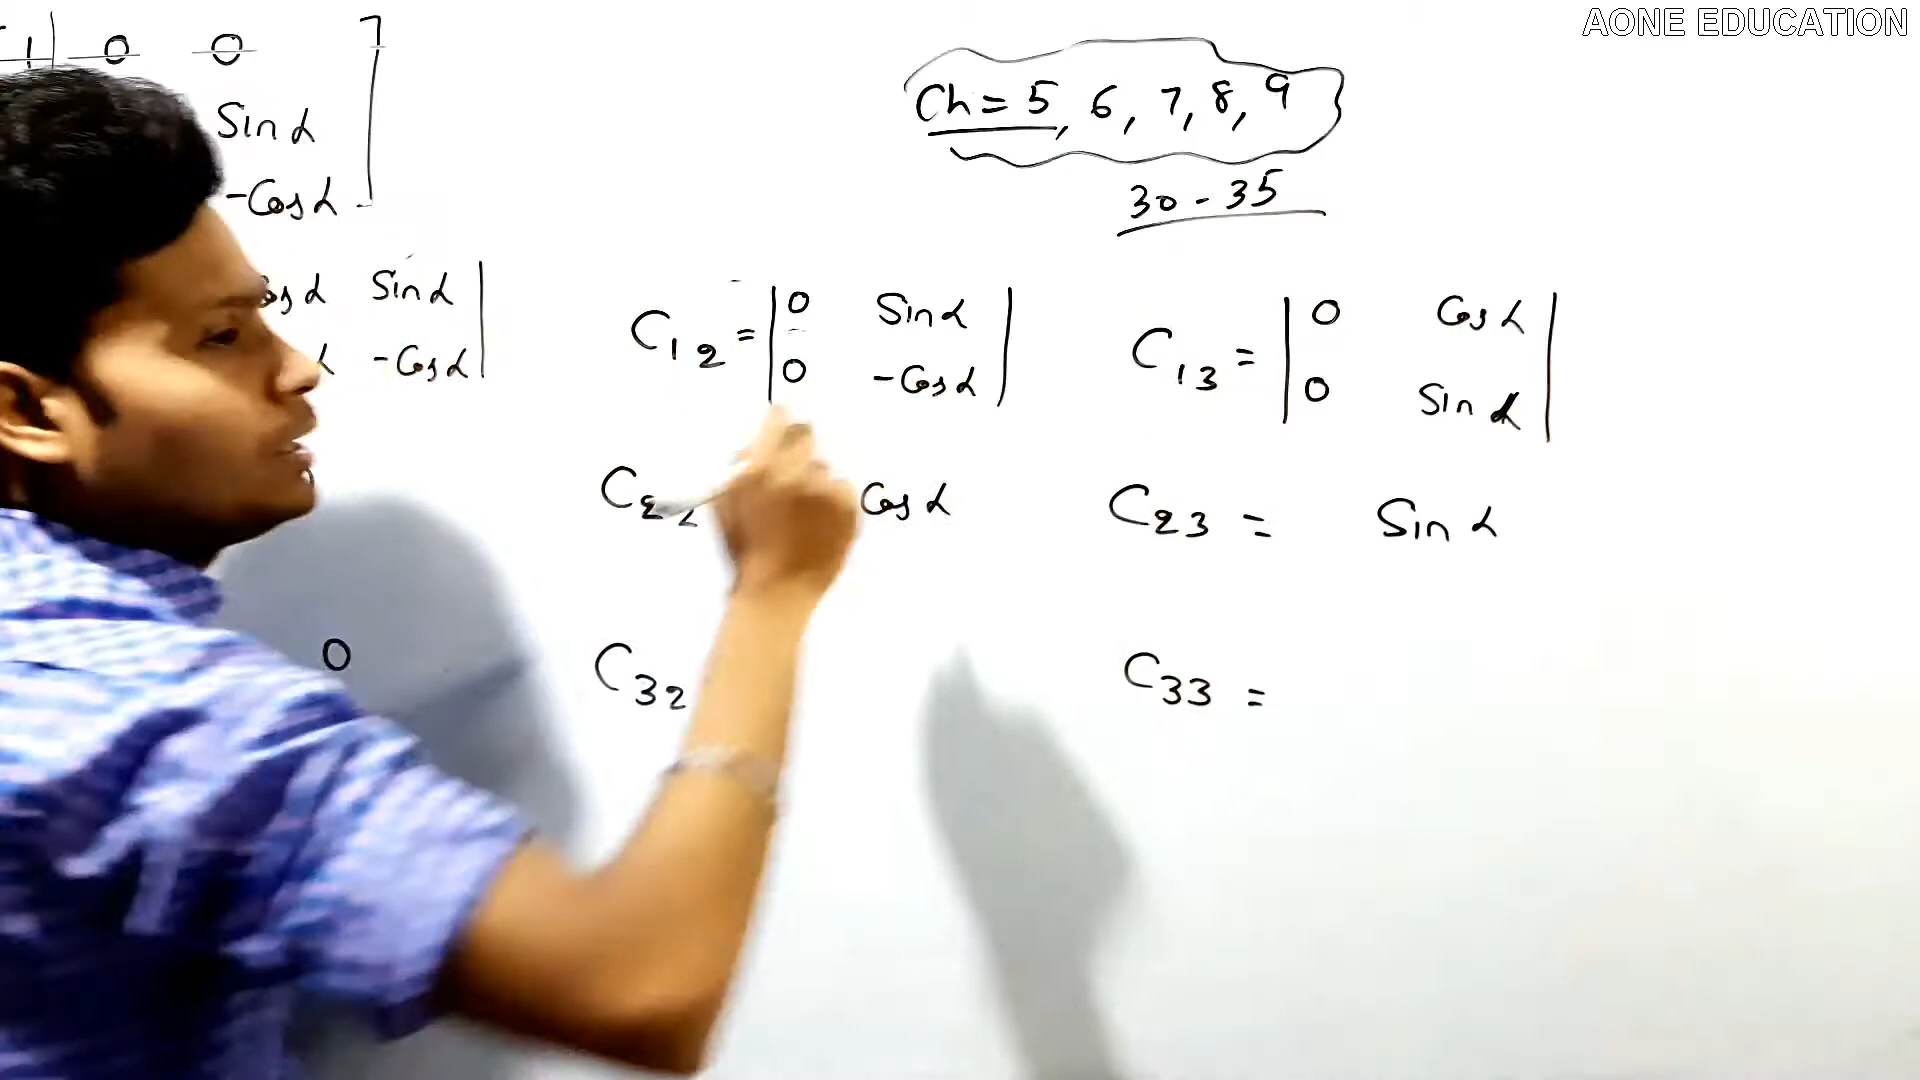 AONE EDUCATION
1 0 0
Sin α
-Cos α
Ch = 5, 6, 7, 8, 9
30 - 35
Cos α Sin α
α -Cos α
C12 = 0 Sin α
0 -Cos α
C13 = 0 Cos α
0 Sin α
C22 Cos α
C23 = Sin α
0
C32
C33 =